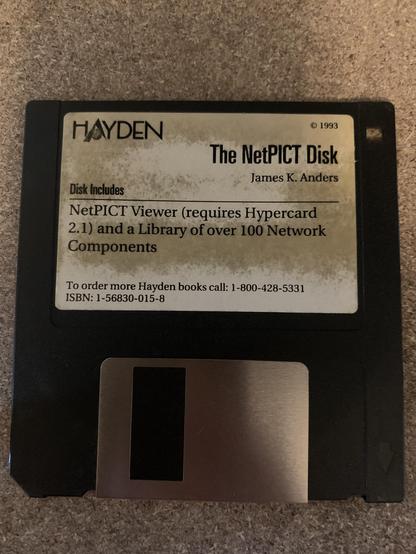 HAYDEN
© 1993
The NetPICT Disk
James K. Anders
Disk Includes
NetPICT Viewer (requires Hypercard
2.1) and a Library of over 100 Network
Components
To order more Hayden books call: 1-800-428-5331
ISBN: 1-56830-015-8